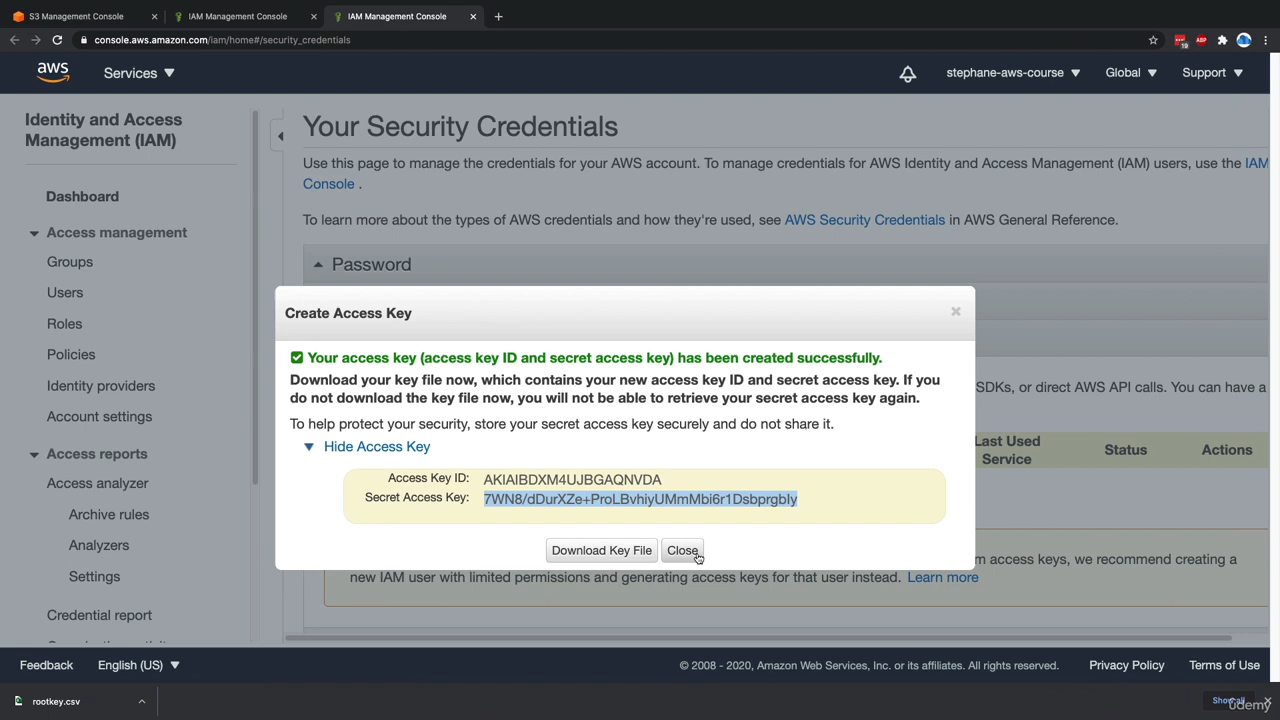 S3 Management Console
IAM Management Console
IAM Management Console
console.aws.amazon.com/iam/home#/security_credentials
19
ABP
aws
Services
stephane-aws-course
Global
Support
Identity and Access
Management (IAM)
Dashboard
Access management
Groups
Users
Roles
Policies
Identity providers
Account settings
Access reports
Access analyzer
Archive rules
Analyzers
Settings
Credential report
Your Security Credentials
Use this page to manage the credentials for your AWS account. To manage credentials for AWS Identity and Access Management (IAM) users, use the IAM
Console .
To learn more about the types of AWS credentials and how they're used, see AWS Security Credentials in AWS General Reference.
Password
Create Access Key
Your access key (access key ID and secret access key) has been created successfully.
Download your key file now, which contains your new access key ID and secret access key. If you
do not download the key file now, you will not be able to retrieve your secret access key again.
To help protect your security, store your secret access key securely and do not share it.
Hide Access Key
Access Key ID: AKIAIBDXM4UJBGAQNVDA
Secret Access Key: 7WN8/dDurXZe+ProLBvhiyUMmMbi6r1Dsbprgbly
Download Key File
Close
SDKs, or direct AWS API calls. You can have a
Last Used
Service
Status
Actions
access keys, we recommend creating a
new IAM user with limited permissions and generating access keys for that user instead. Learn more
Feedback
English (US)
© 2008 - 2020, Amazon Web Services, Inc. or its affiliates. All rights reserved.
Privacy Policy
Terms of Use
rootkey.csv
Show all
udemy